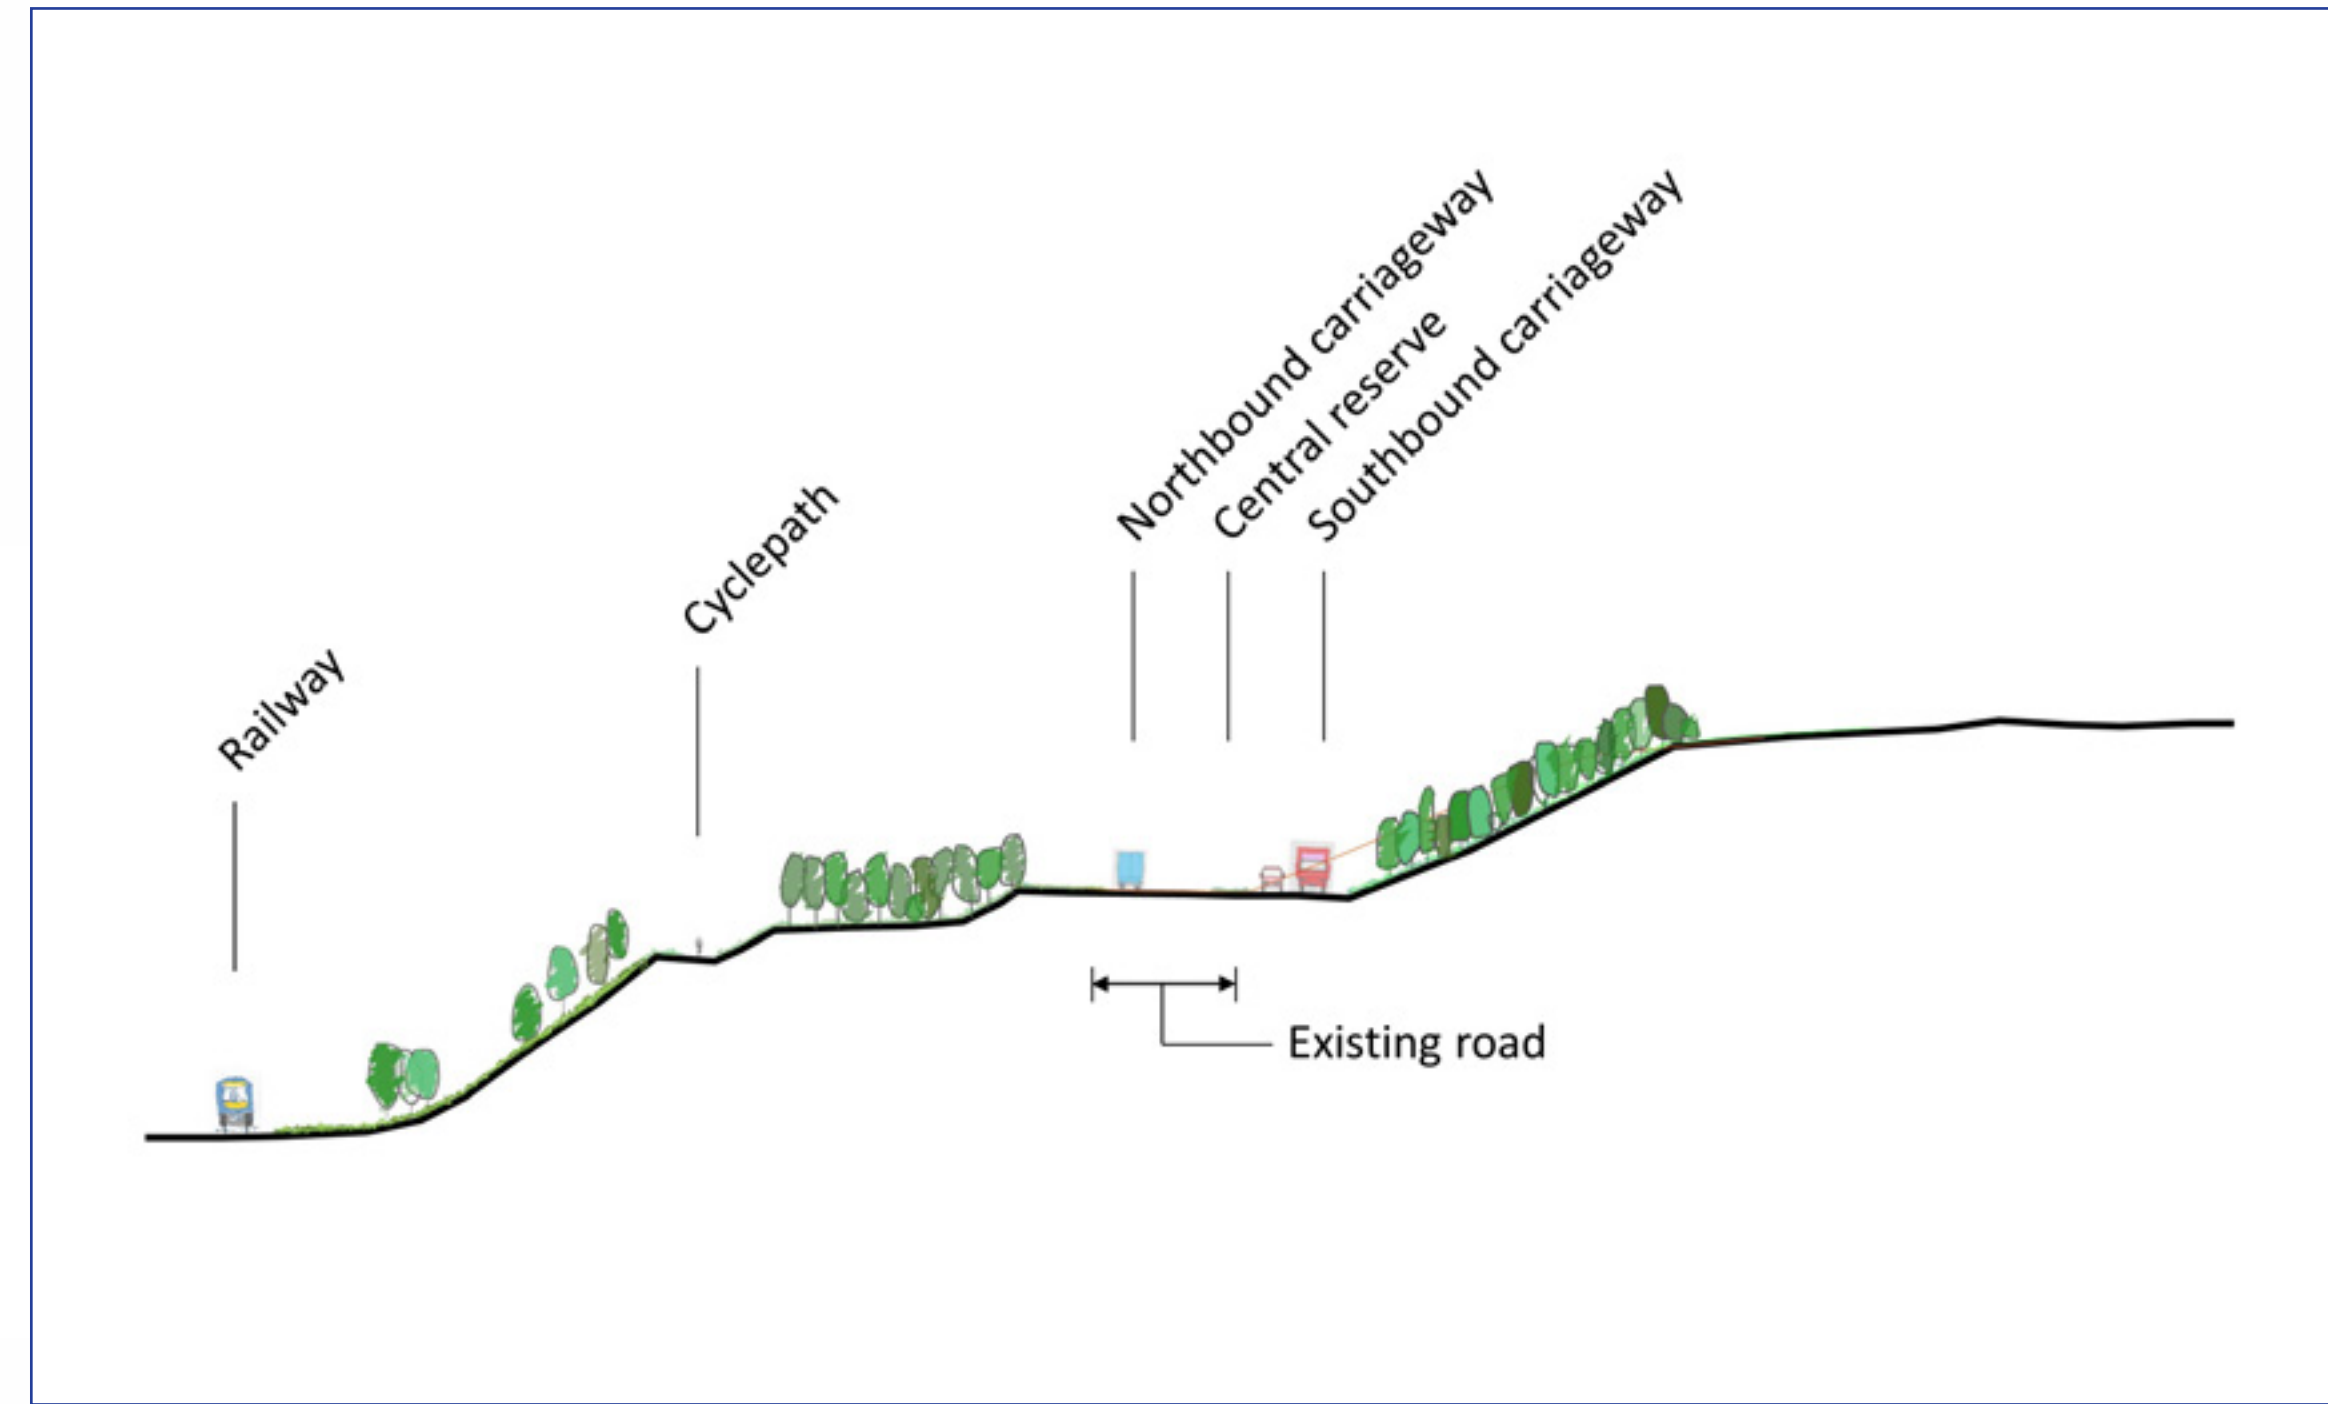 Railway
Cyclepath
Northbound carriageway
Central reserve
Southbound carriageway
Existing road